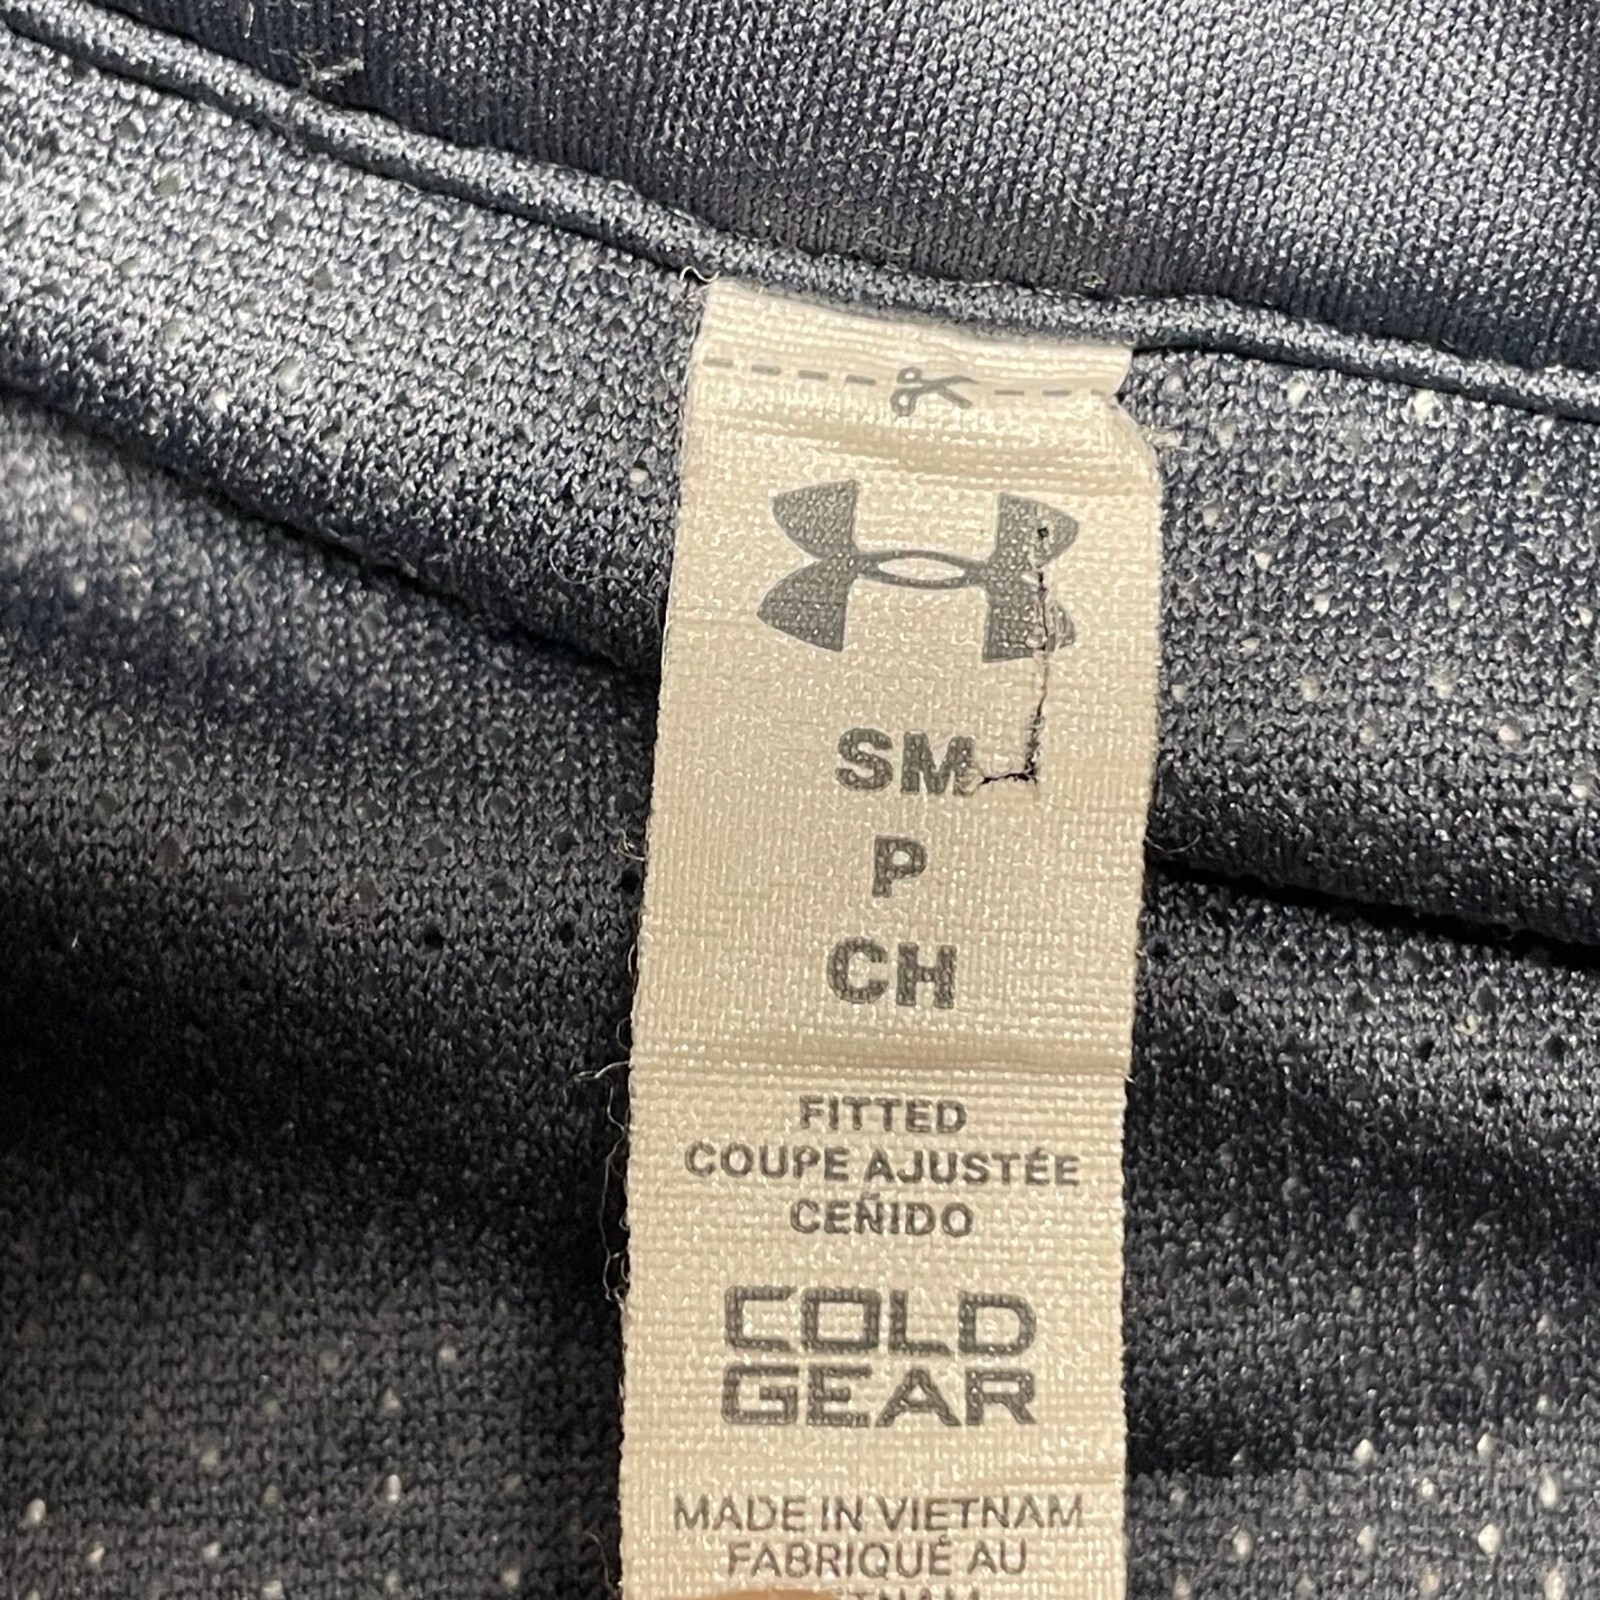 SM
P
CH
FITTED
COUPE AJUSTÉE
CEÑIDO
COLD
GEAR
MADE IN VIETNAM
FABRIQUÉ AU